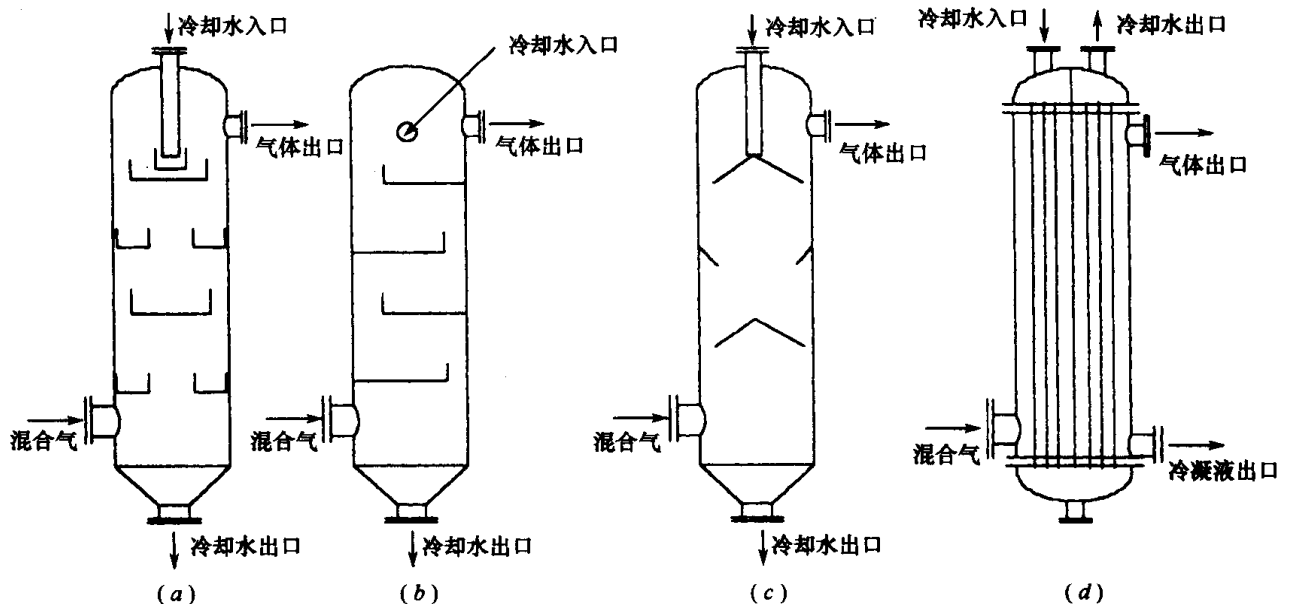 冷却水入口
冷却水入口
气体出口
混合气
冷却水出口
(a)
气体出口
混合气
冷却水出口
(b)
冷却水入口
气体出口
混合气
冷却水出口
(c)
冷却水入口
冷却水出口
气体出口
混合气
冷凝液出口
(d)